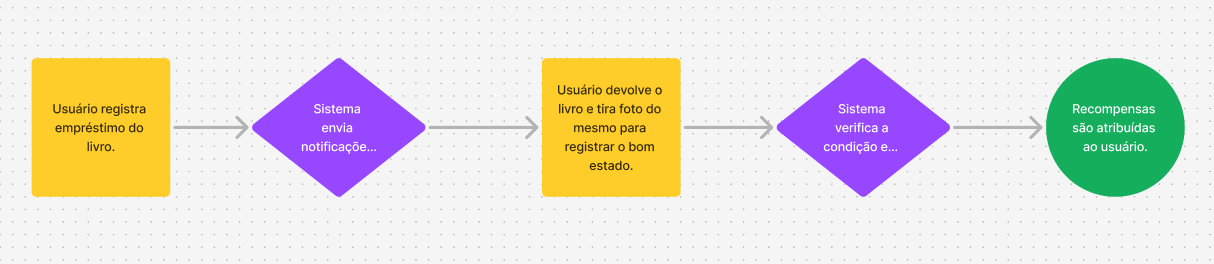 Usuário registra
empréstimo do
livro.
Sistema
envia
notificaçõe...
Usuário devolve o
livro e tira foto do
mesmo para
registrar o bom
estado.
Sistema
verifica a
condição e...
Recompensas
são atribuídas
ao usuário.